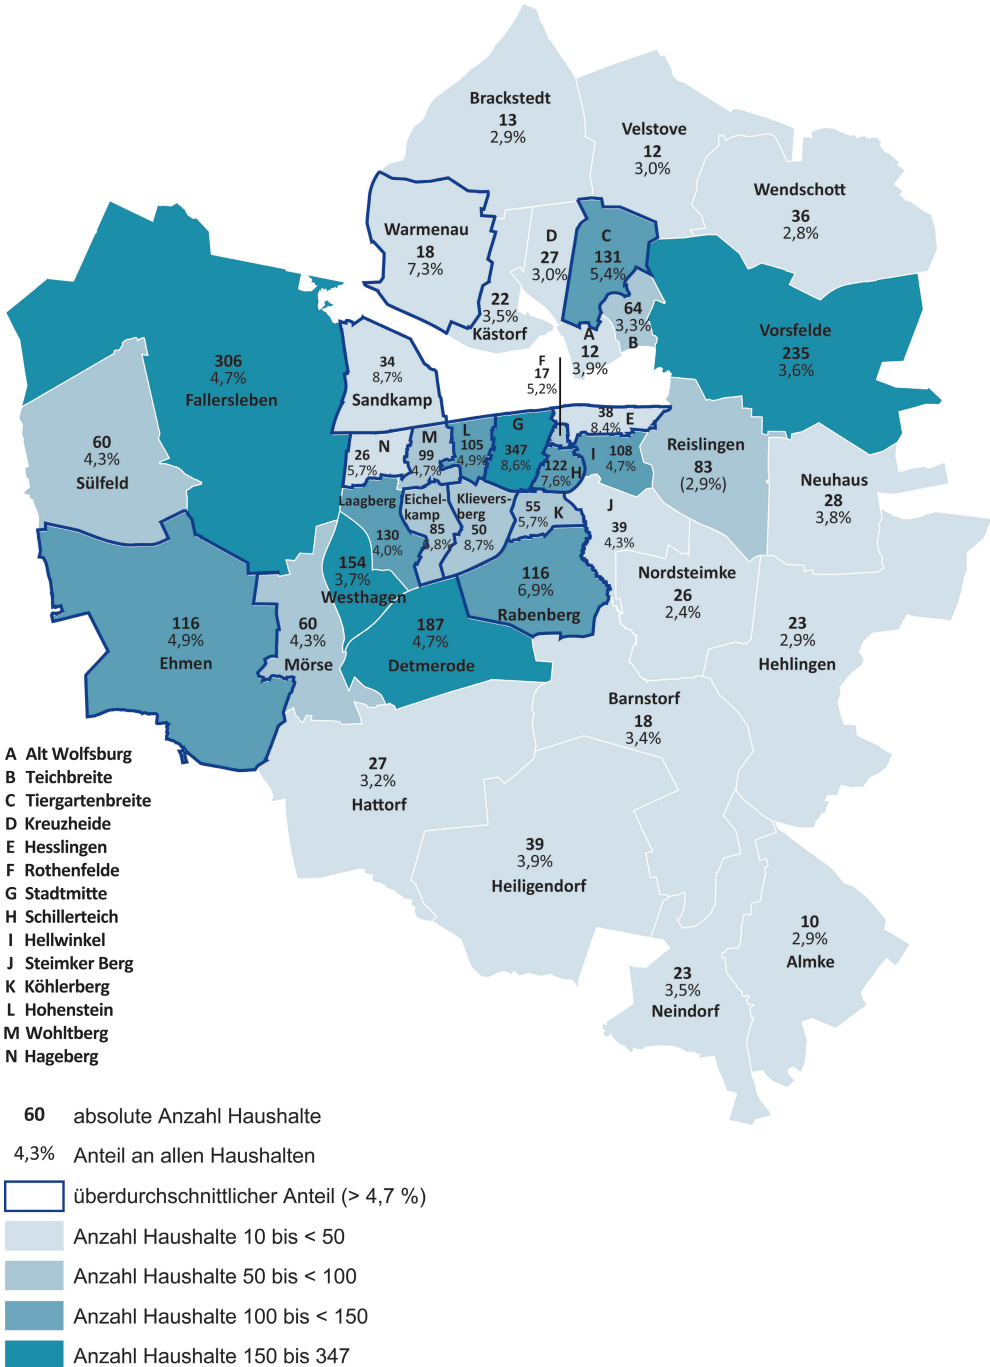 Brackstedt
13
2,9%
Velstove
12
3,0%
Wendschott
36
2,8%
Warmenau
18
7,3%
D
27
3,0%
C
131
5,4%
22
3,5%
Kästorf
64
3,3%
B
A
12
3,9%
Vorsfelde
235
3,6%
306
4,7%
Fallersleben
34
8,7%
Sandkamp
F
17
5,2%
60
4,3%
Sülfeld
38
8,4%
E
N
26
5,7%
M
99
4,7%
L
105
4,9%
G
347
8,6%
122
7,6%
H
I
108
4,7%
Reislingen
83
(2,9%)
Neuhaus
28
3,8%
Laagberg
130
4,0%
Eichel-
kamp
85
6,8%
Klievers-
berg
50
8,7%
55
5,7%
K
J
39
4,3%
154
3,7%
Westhagen
116
6,9%
Rabenberg
Nordsteimke
26
2,4%
116
4,9%
Ehmen
60
4,3%
Mörse
187
4,7%
Detmerode
23
2,9%
Hehlingen
Barnstorf
18
3,4%
27
3,2%
Hattorf
39
3,9%
Heiligendorf
10
2,9%
Almke
23
3,5%
Neindorf
A Alt Wolfsburg
B Teichbreite
C Tiergartenbreite
D Kreuzheide
E Hesslingen
F Rothenfelde
G Stadtmitte
H Schillerteich
I Hellwinkel
J Steimker Berg
K Köhlerberg
L Hohenstein
M Wohltberg
N Hageberg
60 absolute Anzahl Haushalte
4,3% Anteil an allen Haushalten
überdurchschnittlicher Anteil (> 4,7 %)
Anzahl Haushalte 10 bis < 50
Anzahl Haushalte 50 bis < 100
Anzahl Haushalte 100 bis < 150
Anzahl Haushalte 150 bis 347